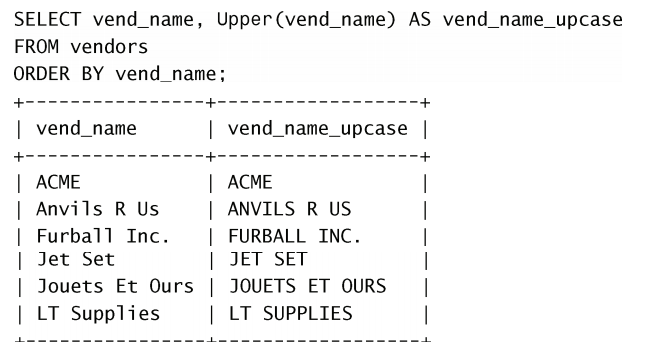 SELECT vend_name, Upper(vend_name) AS vend_name_upcase
FROM vendors
ORDER BY vend_name;
+----------------+------------------+
| vend_name      | vend_name_upcase |
+----------------+------------------+
| ACME           | ACME             |
| Anvils R Us    | ANVILS R US      |
| Furball Inc.   | FURBALL INC.     |
| Jet Set        | JET SET          |
| Jouets Et Ours | JOUETS ET OURS   |
| LT Supplies    | LT SUPPLIES      |
+----------------+------------------+